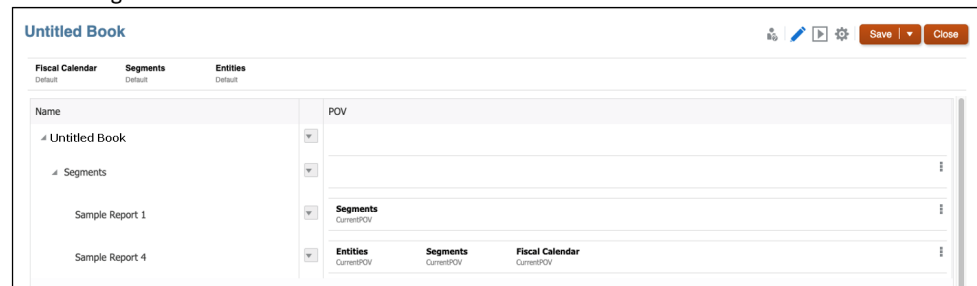 Untitled Book
Save
Close
Fiscal Calendar Segments Entities
Default Default Default
Name POV
Untitled Book
Segments
Sample Report 1
Segments
CurrentPOV
Sample Report 4
Entities Segments Fiscal Calendar
CurrentPOV CurrentPOV CurrentPOV